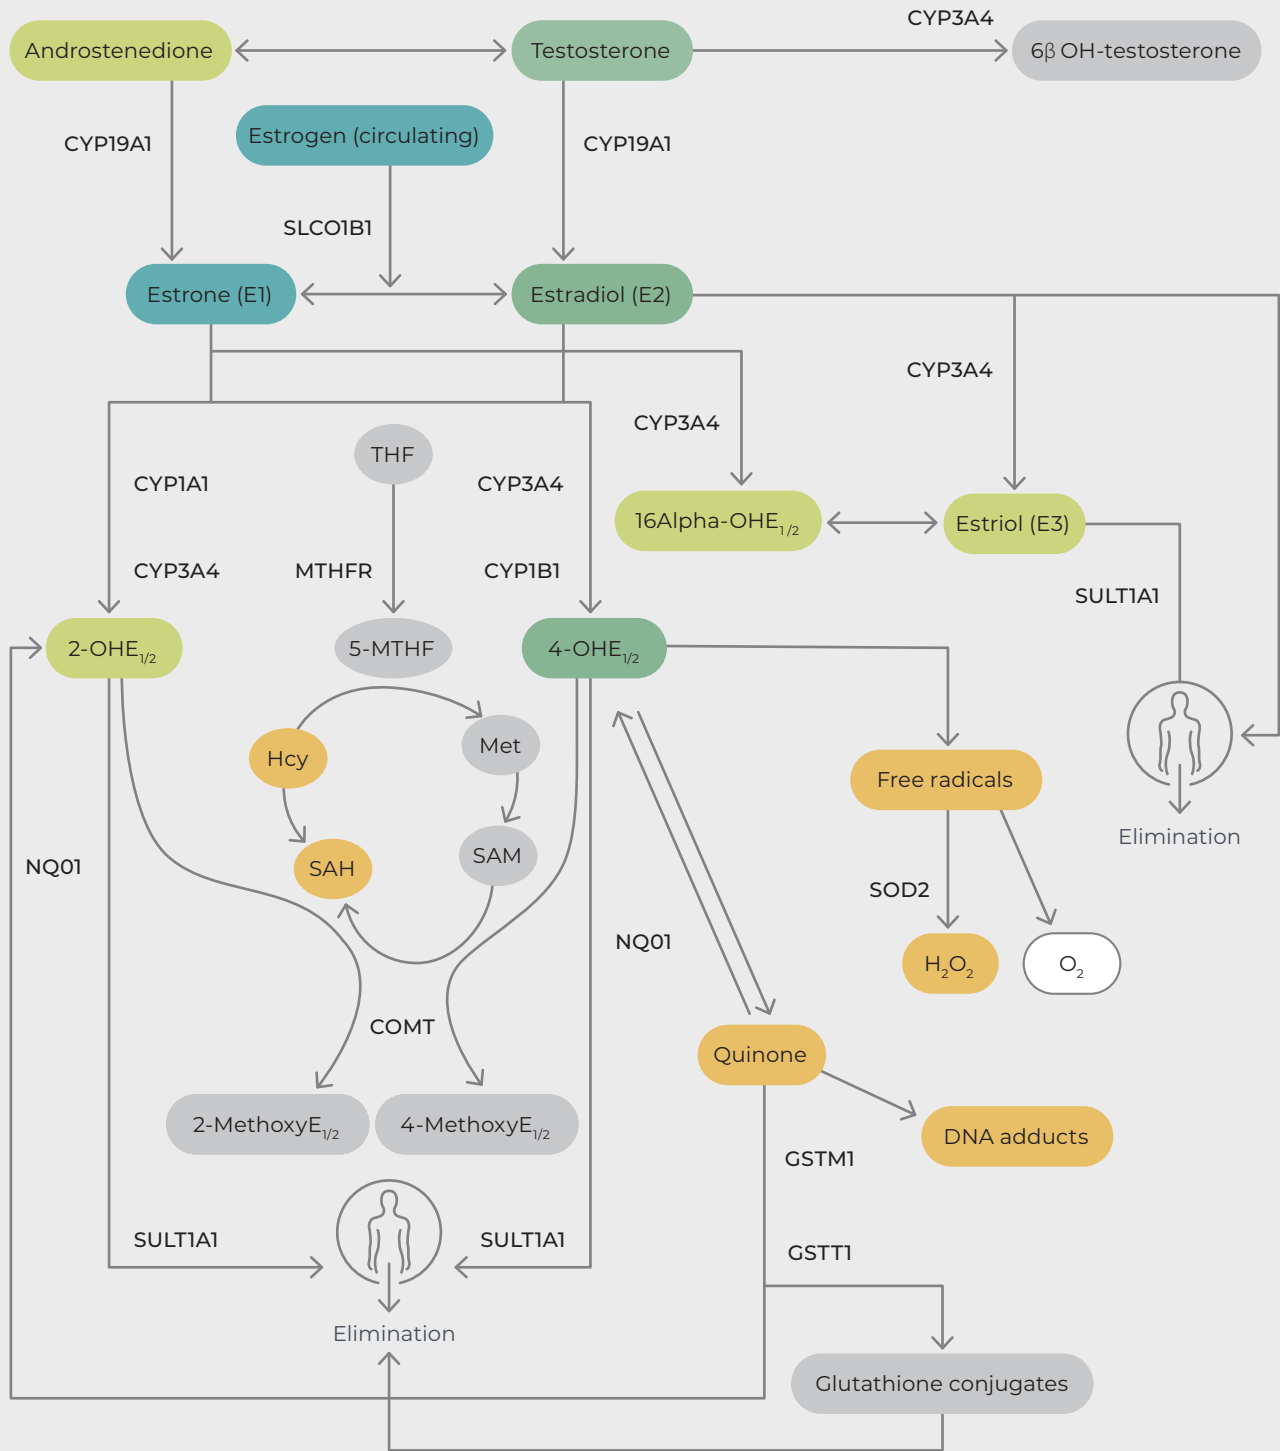 CYP3A4
Androstenedione
Testosterone
6β OH-testosterone
CYP19A1
Estrogen (circulating)
CYP19A1
SLCO1B1
Estrone (E1)
Estradiol (E2)
CYP3A4
CYP3A4
THF
CYP1A1
CYP3A4
16Alpha-OHE1/2
Estriol (E3)
CYP3A4
MTHFR
CYP1B1
SULT1A1
2-OHE1/2
5-MTHF
4-OHE1/2
Hcy
Met
Free radicals
Elimination
NQ01
SAH
SAM
SOD2
NQ01
H2O2
O2
COMT
Quinone
2-MethoxyE1/2
4-MethoxyE1/2
DNA adducts
GSTM1
SULT1A1
SULT1A1
GSTT1
Elimination
Glutathione conjugates